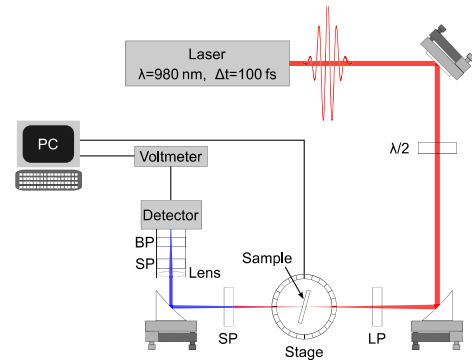 Laser
λ=980 nm, Δt=100 fs
PC
Voltmeter
λ/2
Detector
BP
SP
Lens
Sample
SP
LP
Stage